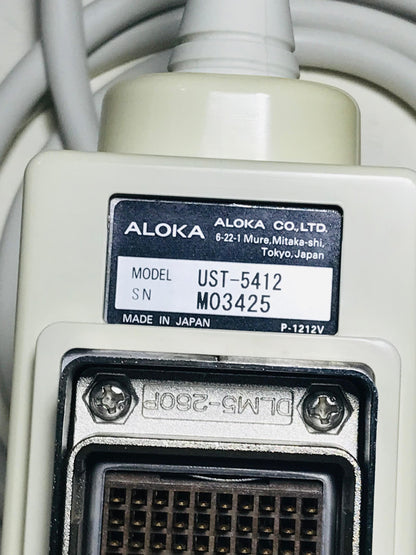 ALOKA
ALOKA CO.,LTD.
6-22-1 Mure,Mitaka-shi,
Tokyo,Japan
MODEL UST-5412
SN M03425
MADE IN JAPAN P-1212V
DLM5-260P